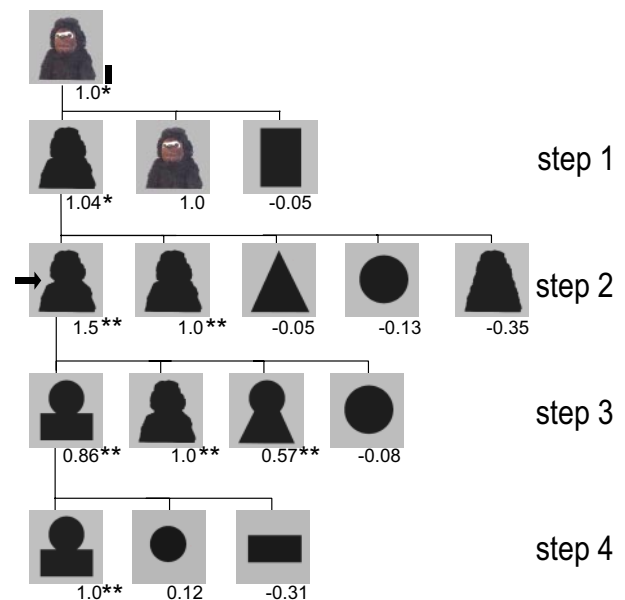 1.0*
step 1
1.04* 1.0 -0.05
step 2
1.5** 1.0** -0.05 -0.13 -0.35
step 3
0.86** 1.0** 0.57** -0.08
step 4
1.0** 0.12 -0.31